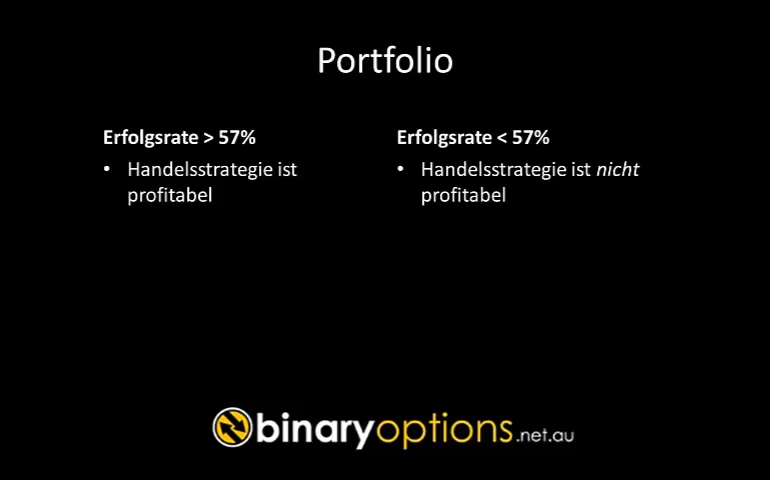 Portfolio
Erfolgsrate > 57%
• Handelsstrategie ist
profitabel
Erfolgsrate < 57%
• Handelsstrategie ist nicht
profitabel
binaryoptions.net.au